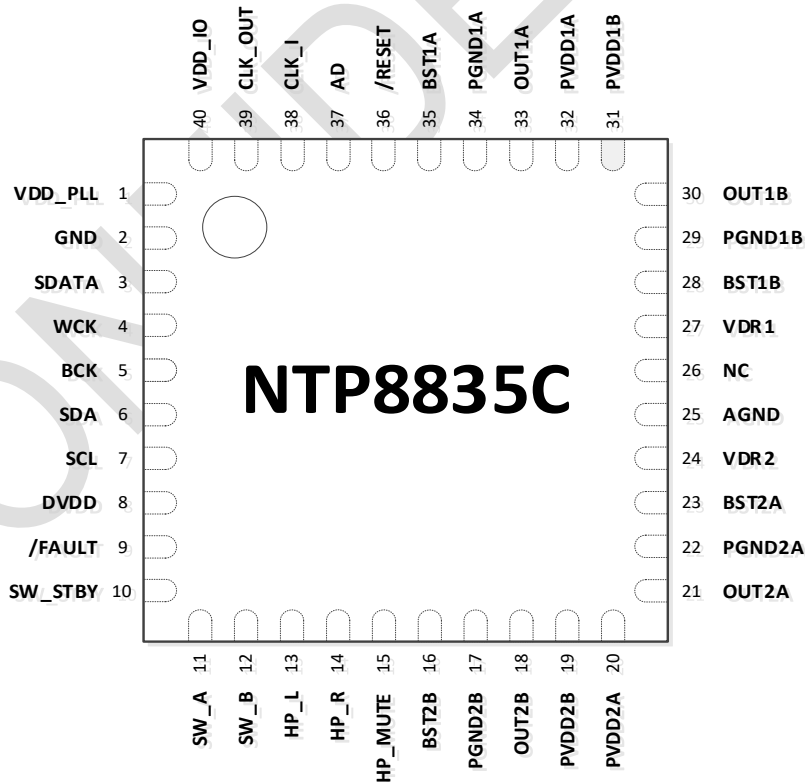 VDD_IO
CLK_OUT
CLK_I
AD
/RESET
BST1A
PGND1A
OUT1A
PVDD1A
PVDD1B
40
39
38
37
36
35
34
33
32
31
VDD_PLL 1
GND 2
SDATA 3
WCK 4
BCK 5
SDA 6
SCL 7
DVDD 8
/FAULT 9
SW_STBY 10
NTP8835C
30 OUT1B
29 PGND1B
28 BST1B
27 VDR1
26 NC
25 AGND
24 VDR2
23 BST2A
22 PGND2A
21 OUT2A
11
12
13
14
15
16
17
18
19
20
SW_A
SW_B
HP_L
HP_R
HP_MUTE
BST2B
PGND2B
OUT2B
PVDD2B
PVDD2A